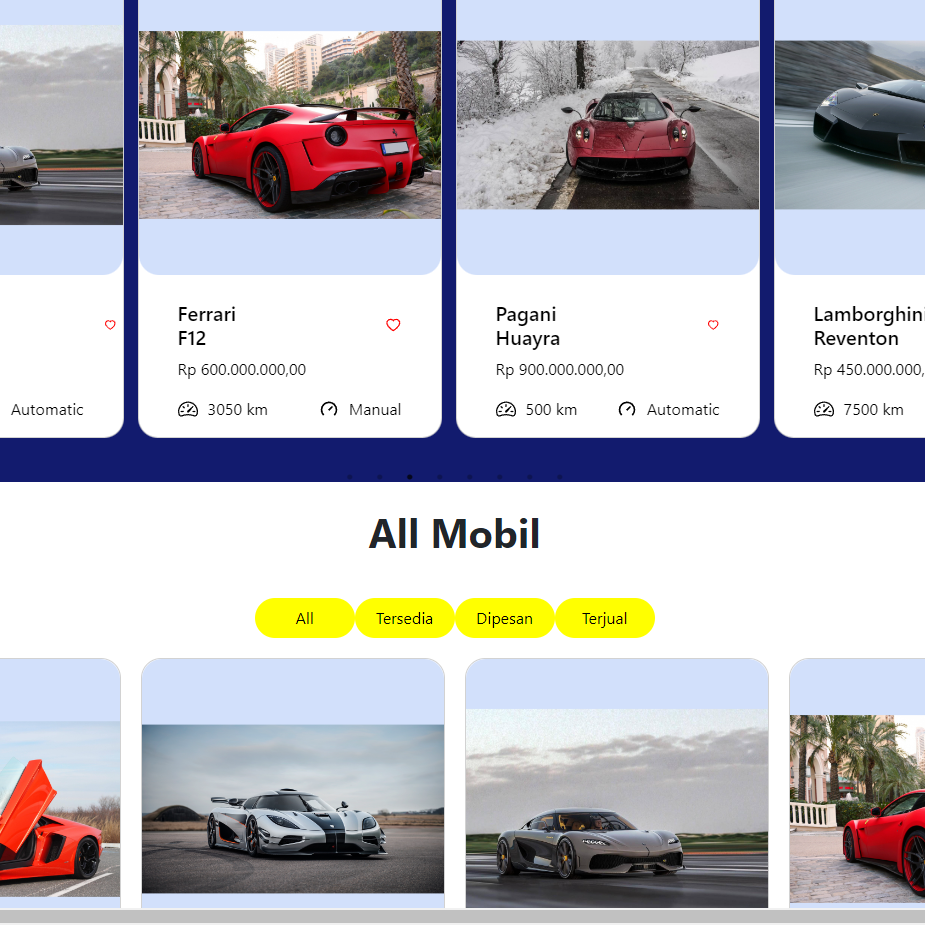 Ferrari
F12
Rp 600.000.000,00
3050 km
Manual
Pagani
Huayra
Rp 900.000.000,00
500 km
Automatic
Lamborghini
Reventon
Rp 450.000.000,
7500 km
Automatic
All Mobil
All
Tersedia
Dipesan
Terjual